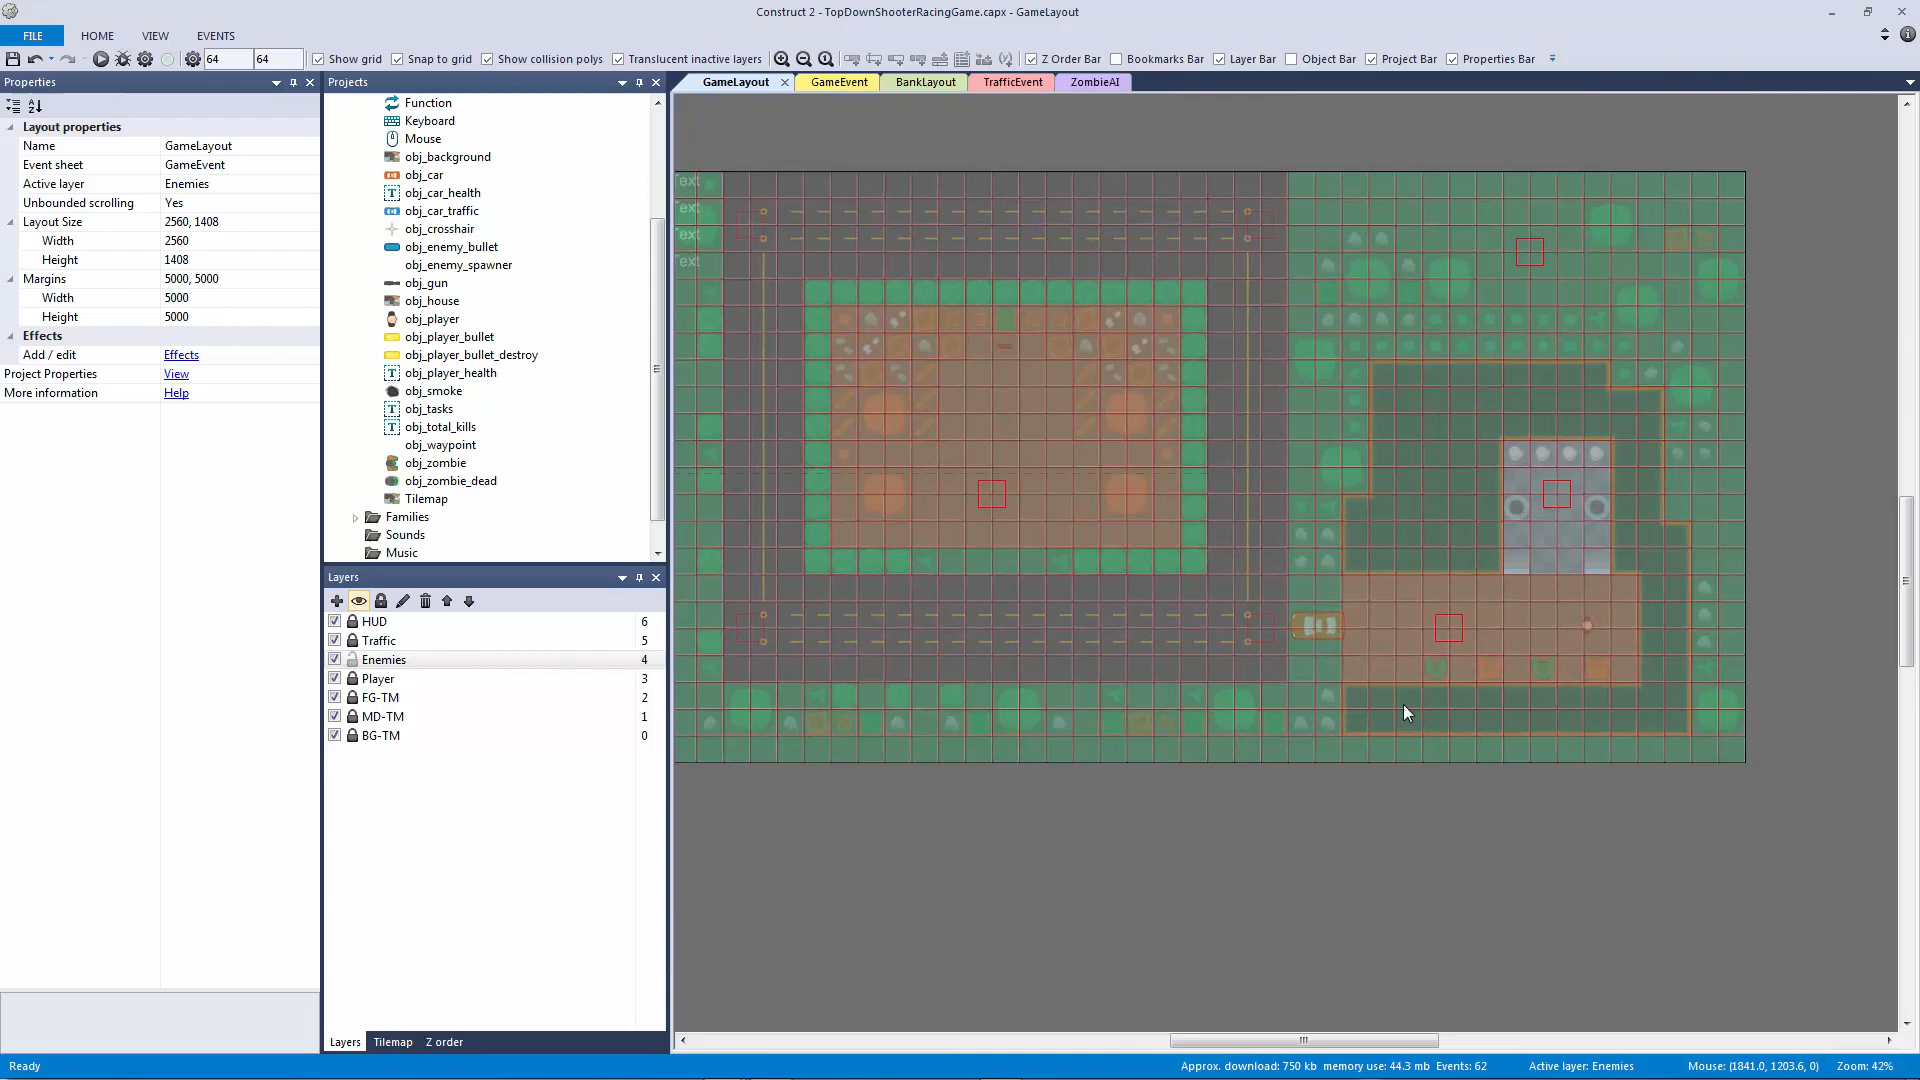 Construct 2 - TopDownShooterRacingGame.capx - GameLayout
FILE HOME VIEW EVENTS
64 64 Show grid Snap to grid Show collision polys Translucent inactive layers Z Order Bar Bookmarks Bar Layer Bar Object Bar Project Bar Properties Bar
Properties
Layout properties
Name GameLayout
Event sheet GameEvent
Active layer Enemies
Unbounded scrolling Yes
Layout Size 2560, 1408
Width 2560
Height 1408
Margins 5000, 5000
Width 5000
Height 5000
Effects
Add / edit Effects
Project Properties View
More information Help
Projects
Function
Keyboard
Mouse
obj_background
obj_car
obj_car_health
obj_car_traffic
obj_crosshair
obj_enemy_bullet
obj_enemy_spawner
obj_gun
obj_house
obj_player
obj_player_bullet
obj_player_bullet_destroy
obj_player_health
obj_smoke
obj_tasks
obj_total_kills
obj_waypoint
obj_zombie
obj_zombie_dead
Tilemap
Families
Sounds
Music
Layers
HUD 6
Traffic 5
Enemies 4
Player 3
FG-TM 2
MD-TM 1
BG-TM 0
Layers Tilemap Z order
GameLayout GameEvent BankLayout TrafficEvent ZombieAI
Text
Text
Text
Text
Ready Approx. download: 750 kb memory use: 44.3 mb Events: 62 Active layer: Enemies Mouse: (1841.0, 1203.6, 0) Zoom: 42%